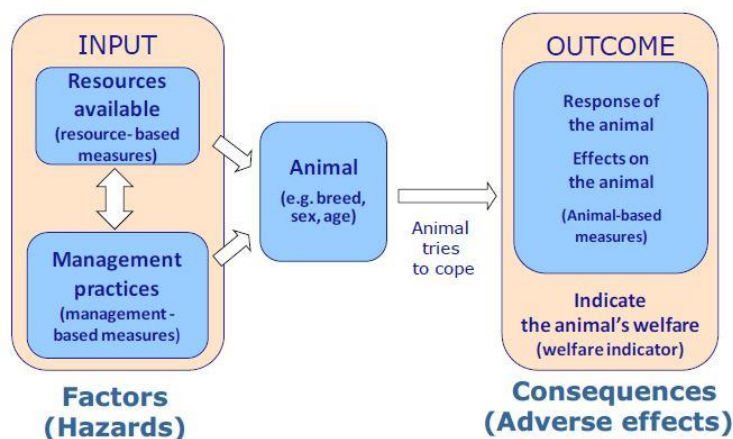 INPUT
Resources
available
(resource- based
measures)
Management
practices
(management -
based measures)
Factors
(Hazards)
Animal
(e.g. breed,
sex, age)
Animal
tries
to cope
OUTCOME
Response of
the animal
Effects on
the animal
(Animal-based
measures)
Indicate
the animal's welfare
(welfare indicator)
Consequences
(Adverse effects)